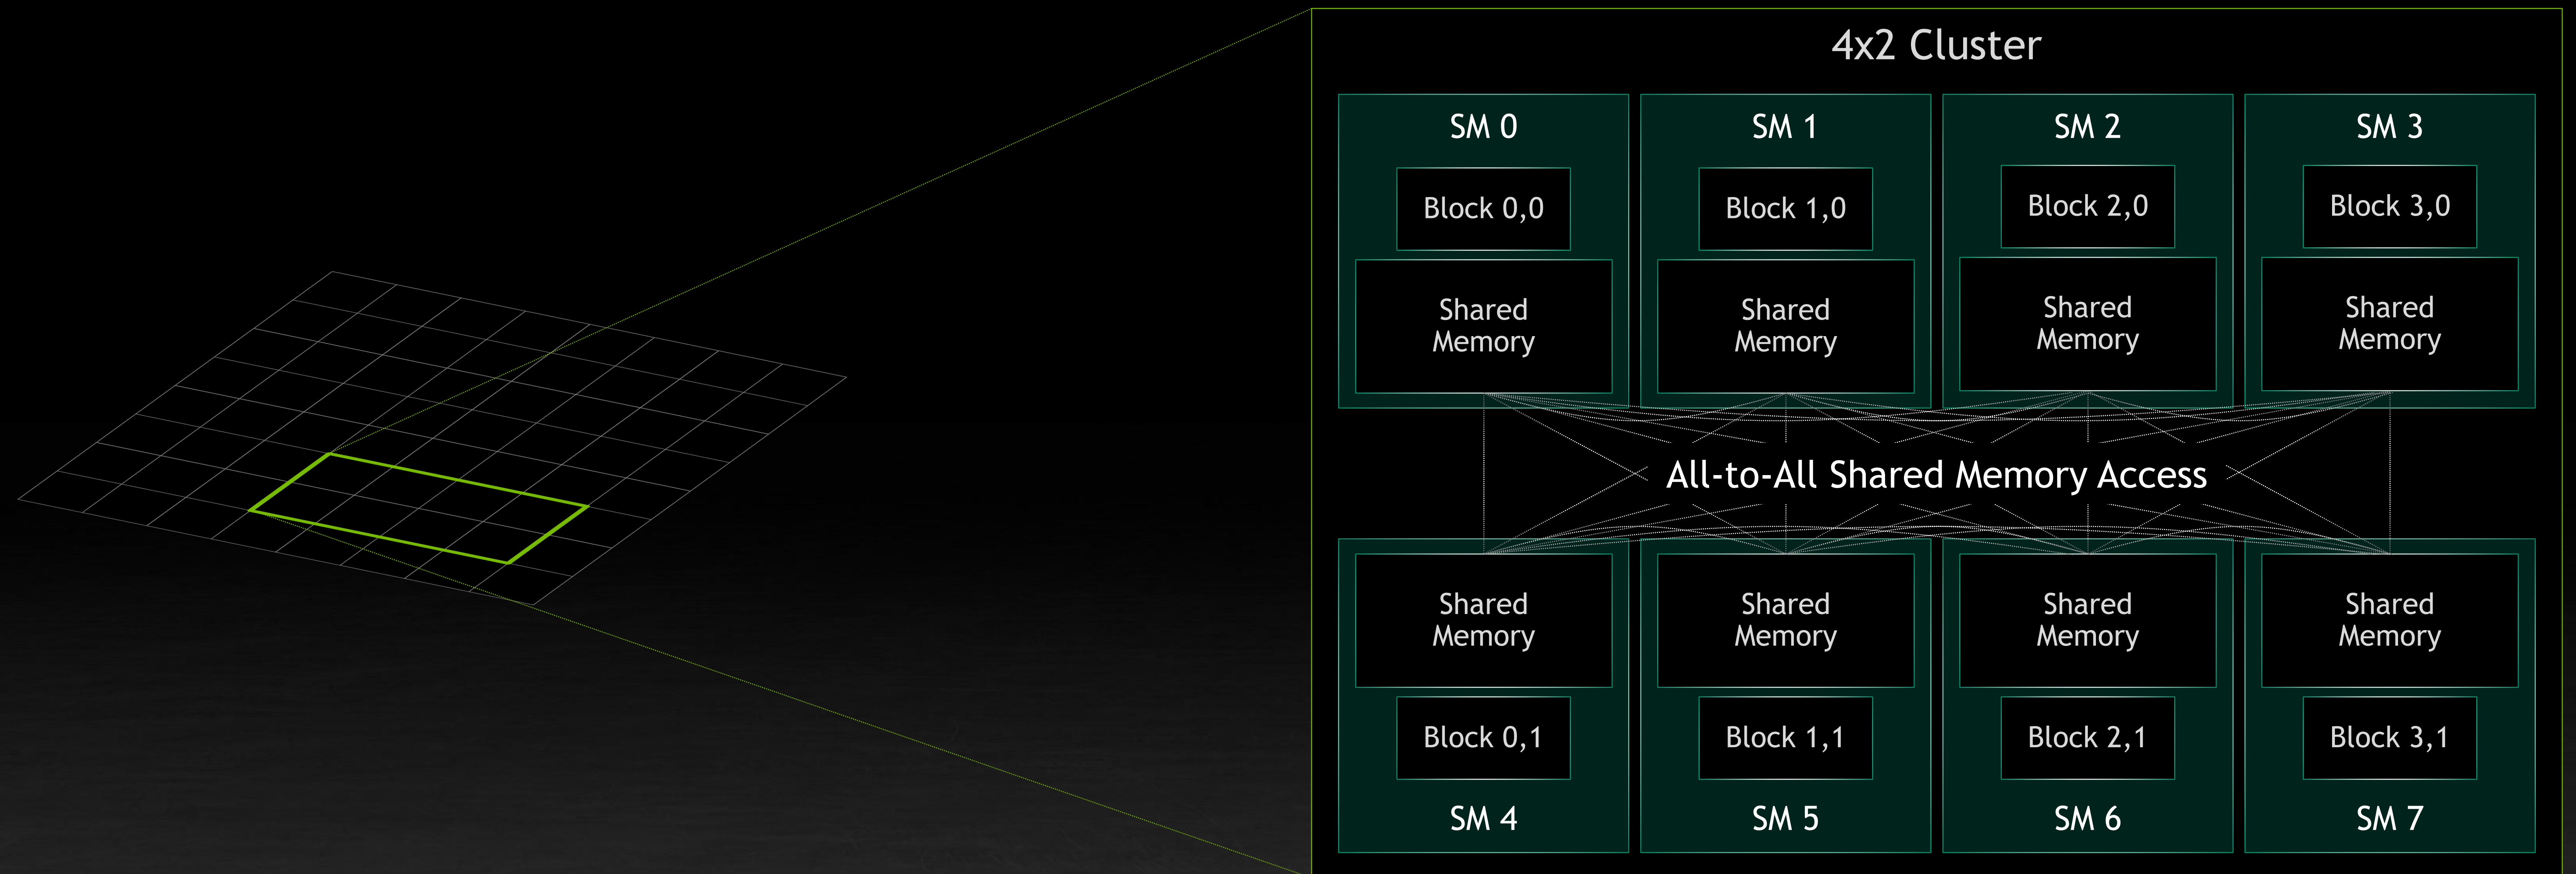 4x2 Cluster
SM 0
SM 1
SM 2
SM 3
Block 0,0
Block 1,0
Block 2,0
Block 3,0
Shared
Memory
Shared
Memory
Shared
Memory
Shared
Memory
All-to-All Shared Memory Access
Shared
Memory
Shared
Memory
Shared
Memory
Shared
Memory
Block 0,1
Block 1,1
Block 2,1
Block 3,1
SM 4
SM 5
SM 6
SM 7